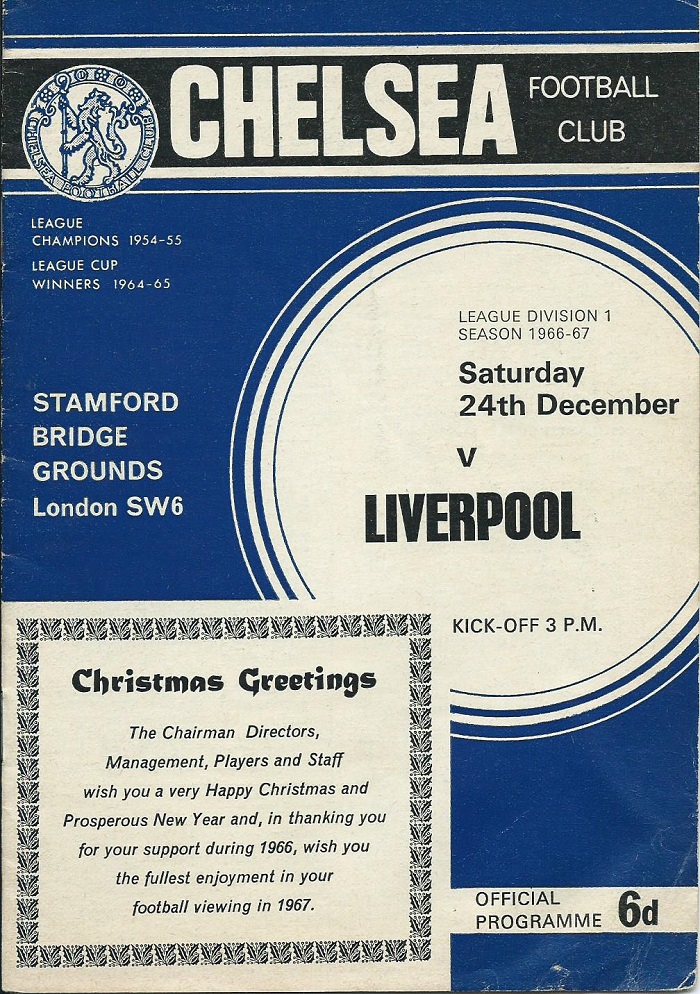 CHELSEA
FOOTBALL
CLUB
CHELSEA FOOTBALL CLUB
LEAGUE
CHAMPIONS 1954-55
LEAGUE CUP
WINNERS 1964-65
LEAGUE DIVISION 1
SEASON 1966-67
Saturday
24th December
v
LIVERPOOL
STAMFORD
BRIDGE
GROUNDS
London SW6
KICK-OFF 3 P.M.
Christmas Greetings
The Chairman Directors,
Management, Players and Staff
wish you a very Happy Christmas and
Prosperous New Year and, in thanking you
for your support during 1966, wish you
the fullest enjoyment in your
football viewing in 1967.
OFFICIAL
PROGRAMME 6d